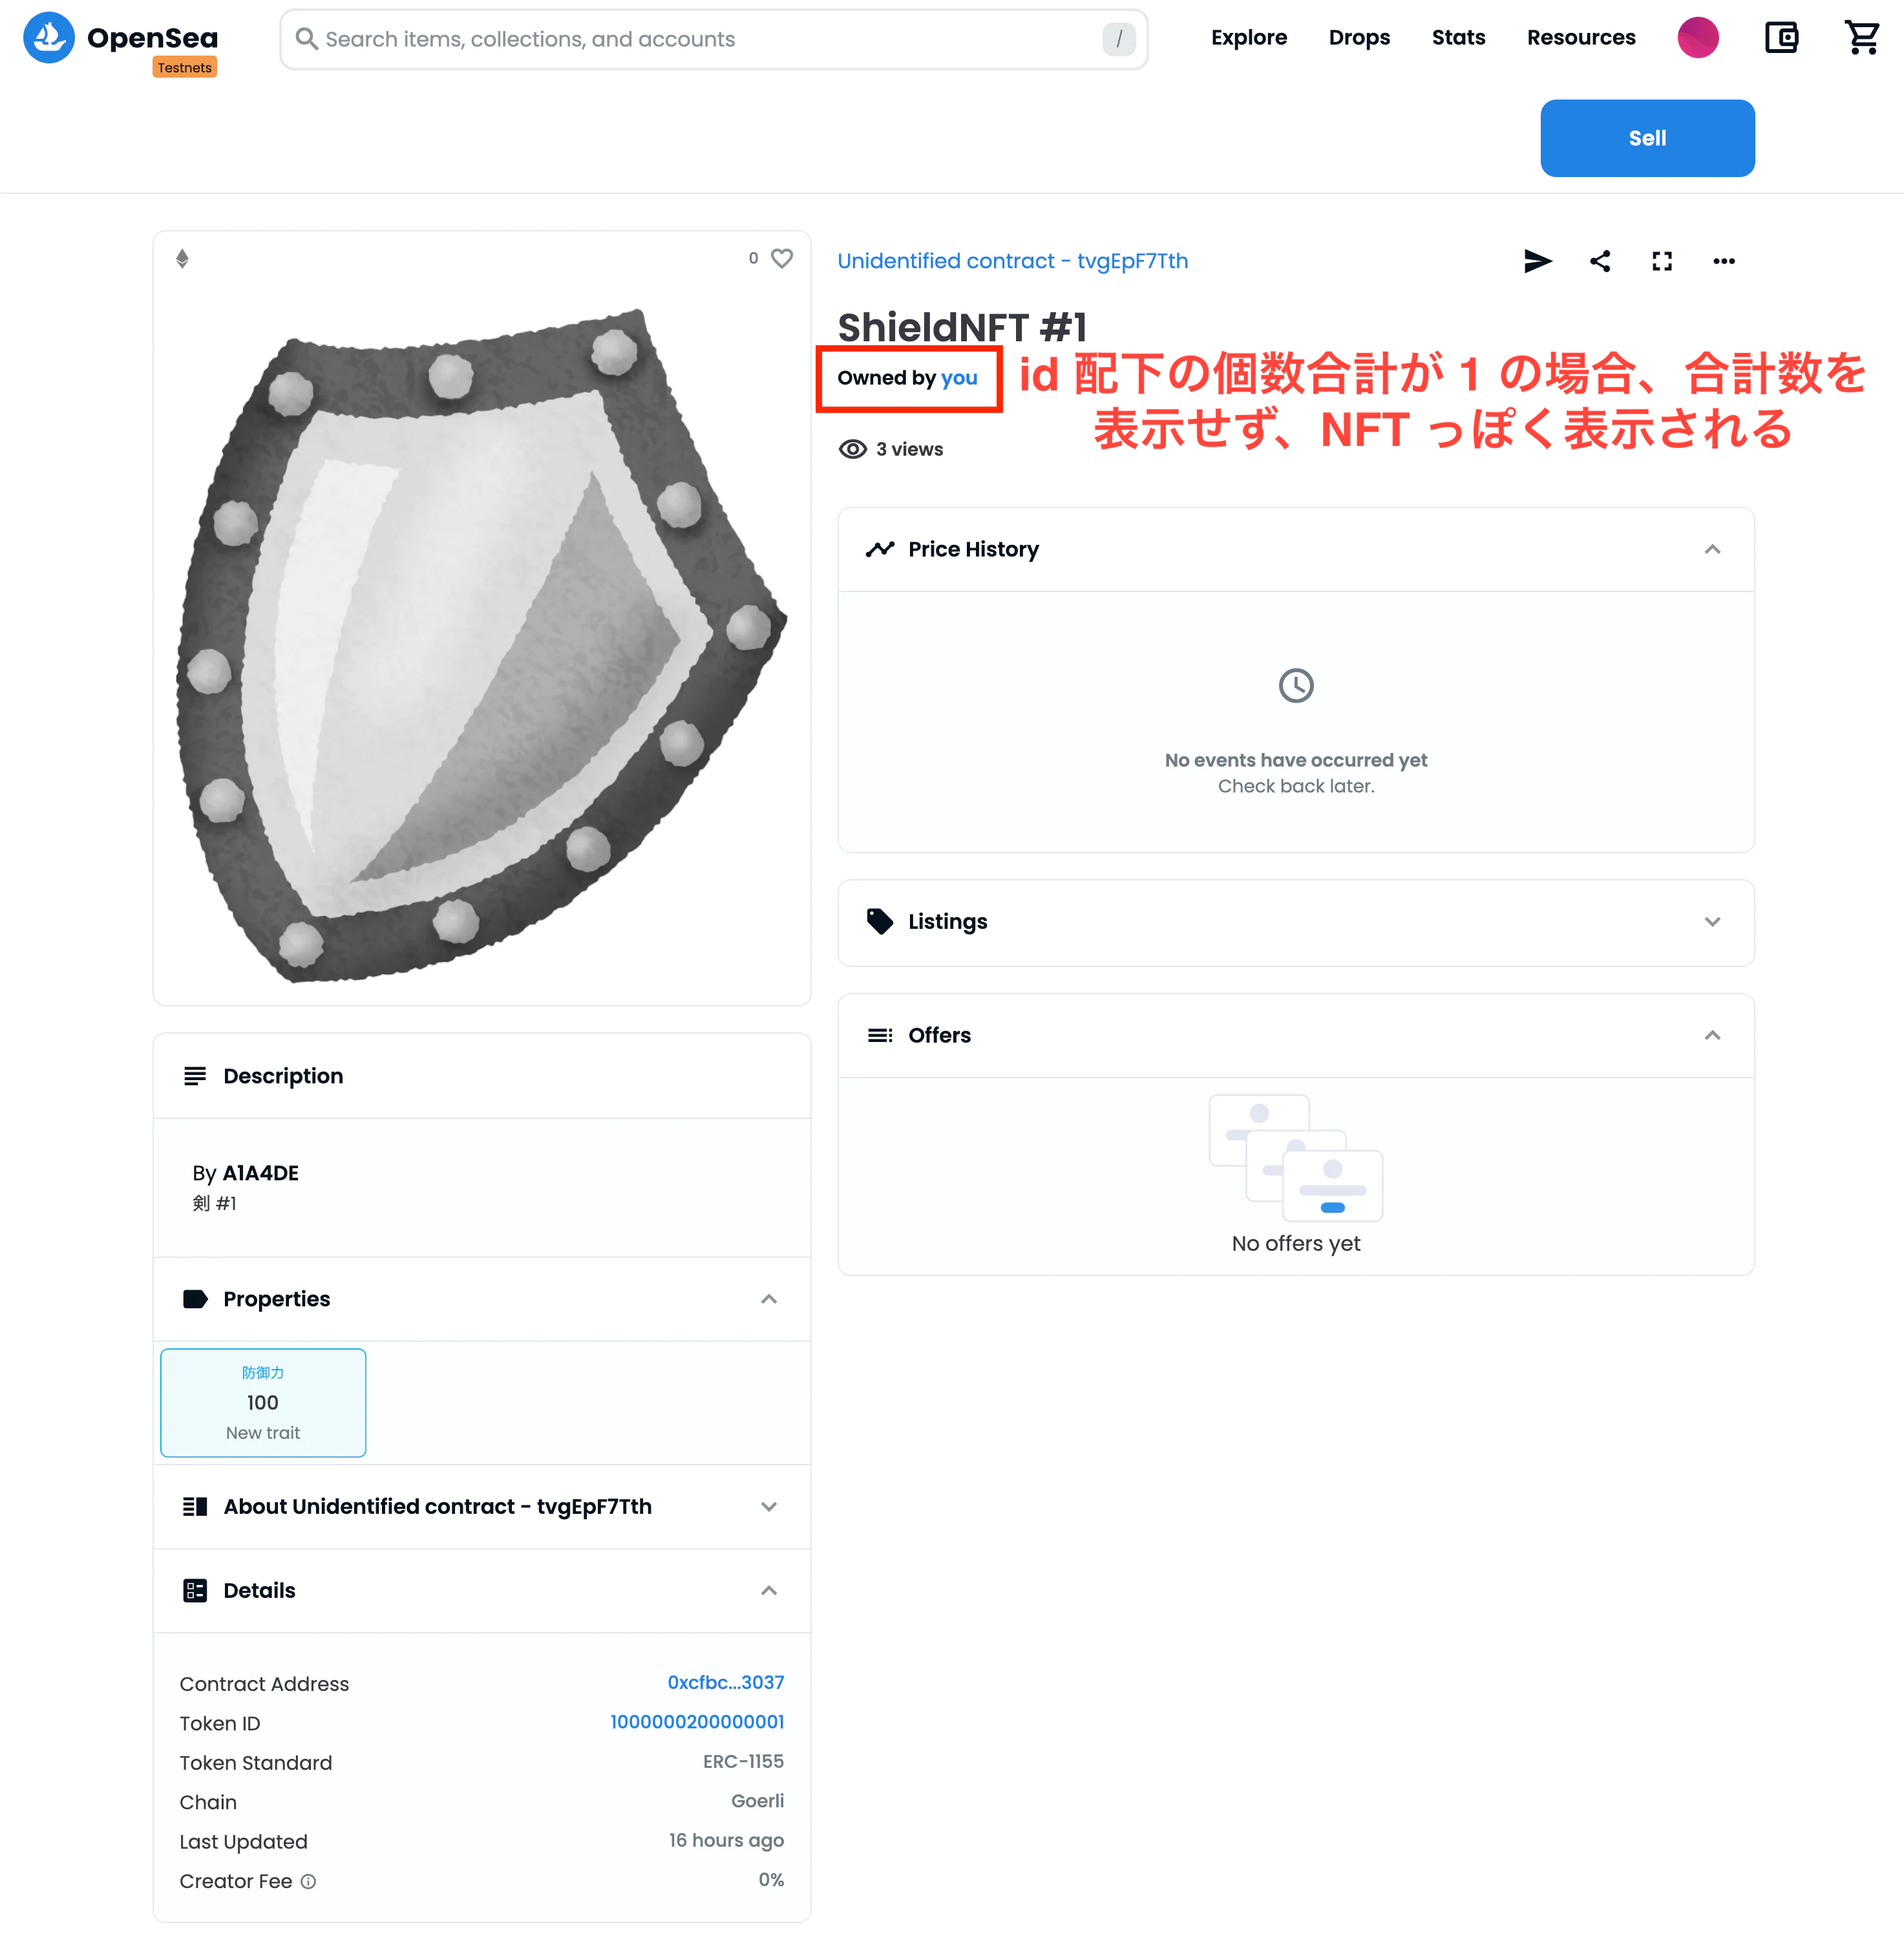 OpenSea
Testnets
Search items, collections, and accounts
/
Explore
Drops
Stats
Resources
Sell
0
Unidentified contract - tvgEpF7Tth
ShieldNFT #1
Owned by you
id 配下の個数合計が 1 の場合、合計数を
表示せず、NFT っぽく表示される
3 views
Price History
No events have occurred yet
Check back later.
Listings
Offers
No offers yet
Description
By A1A4DE
剣 #1
Properties
防御力
100
New trait
About Unidentified contract - tvgEpF7Tth
Details
Contract Address 0xcfbc...3037
Token ID 1000000200000001
Token Standard ERC-1155
Chain Goerli
Last Updated 16 hours ago
Creator Fee 0%